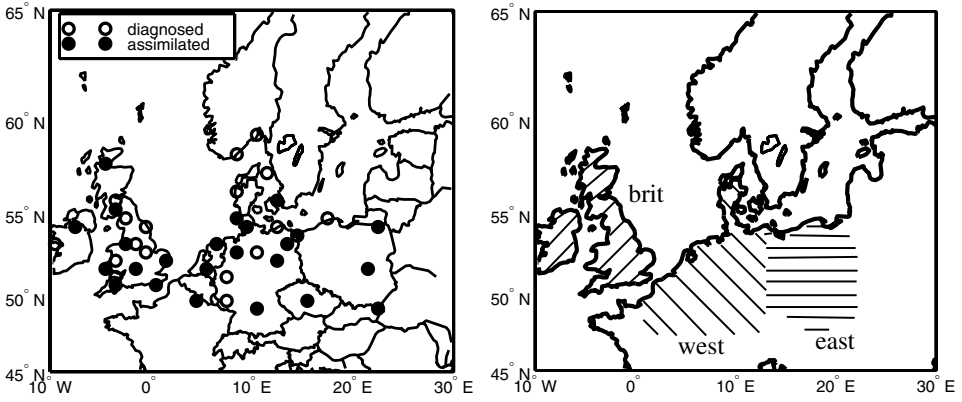 65° N
60° N
55° N
50° N
45° N
10° W
0°
10° E
20° E
30° E
diagnosed
assimilated
65° N
60° N
55° N
50° N
45° N
10° W
0°
10° E
20° E
30° E
brit
west
east